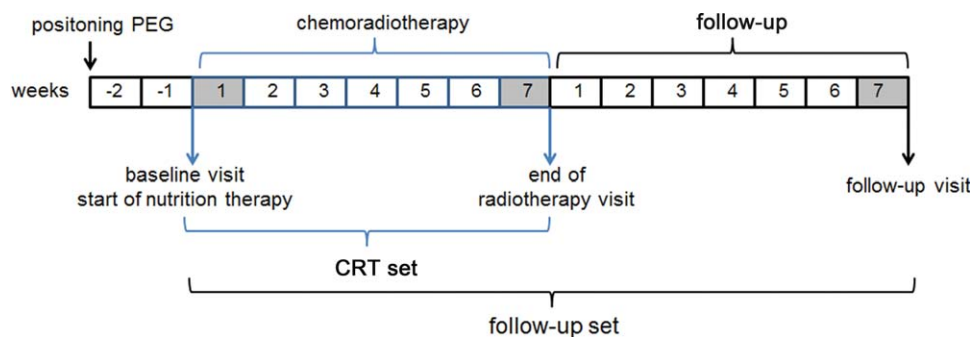 positoning PEG
chemoradiotherapy
follow-up
weeks -2 -1 1 2 3 4 5 6 7 1 2 3 4 5 6 7
baseline visit
start of nutrition therapy
end of
radiotherapy visit
follow-up visit
CRT set
follow-up set